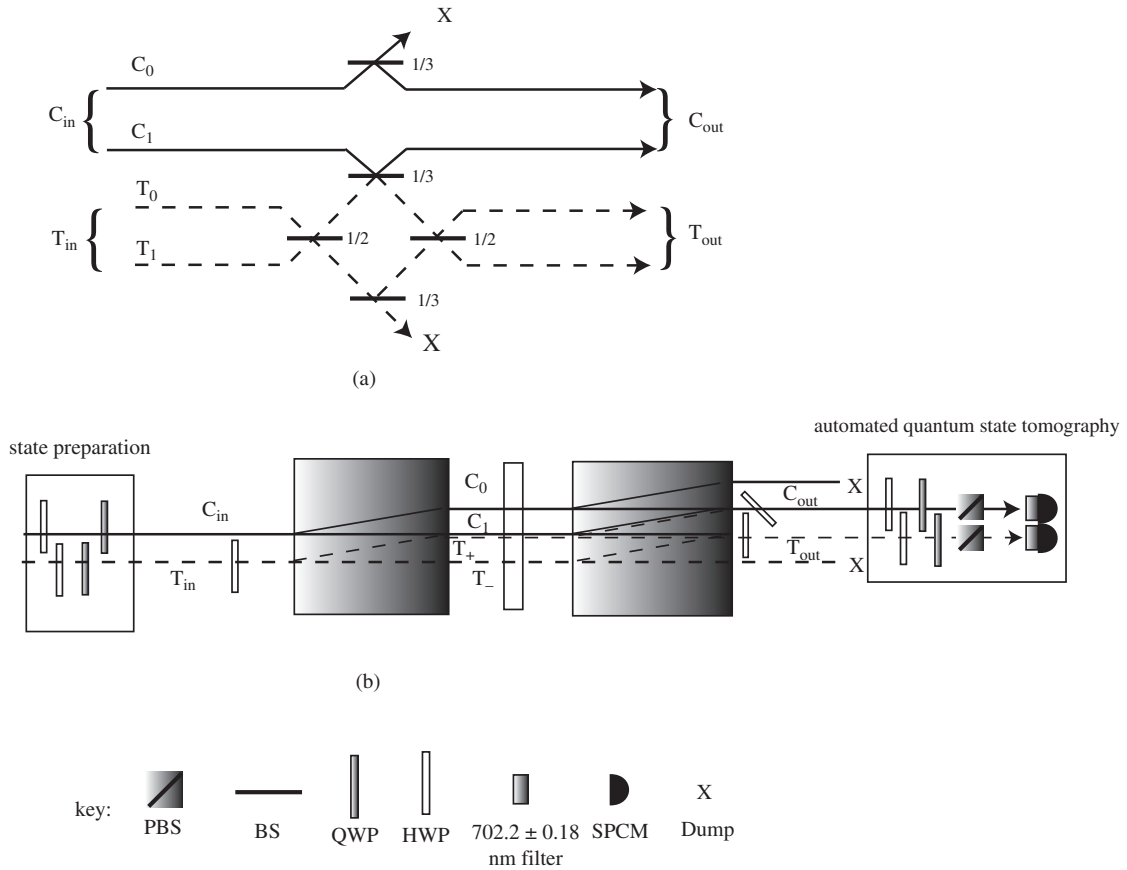 X
C0
1/3
Cin
Cout
C1
1/3
T0
Tin
1/2
1/2
Tout
T1
1/3
X
(a)
automated quantum state tomography
state preparation
C0
X
Cin
Cout
C1
T+
Tout
Tin
T−
X
(b)
key:
PBS
BS
QWP
HWP
702.2 ± 0.18
nm filter
SPCM
X
Dump